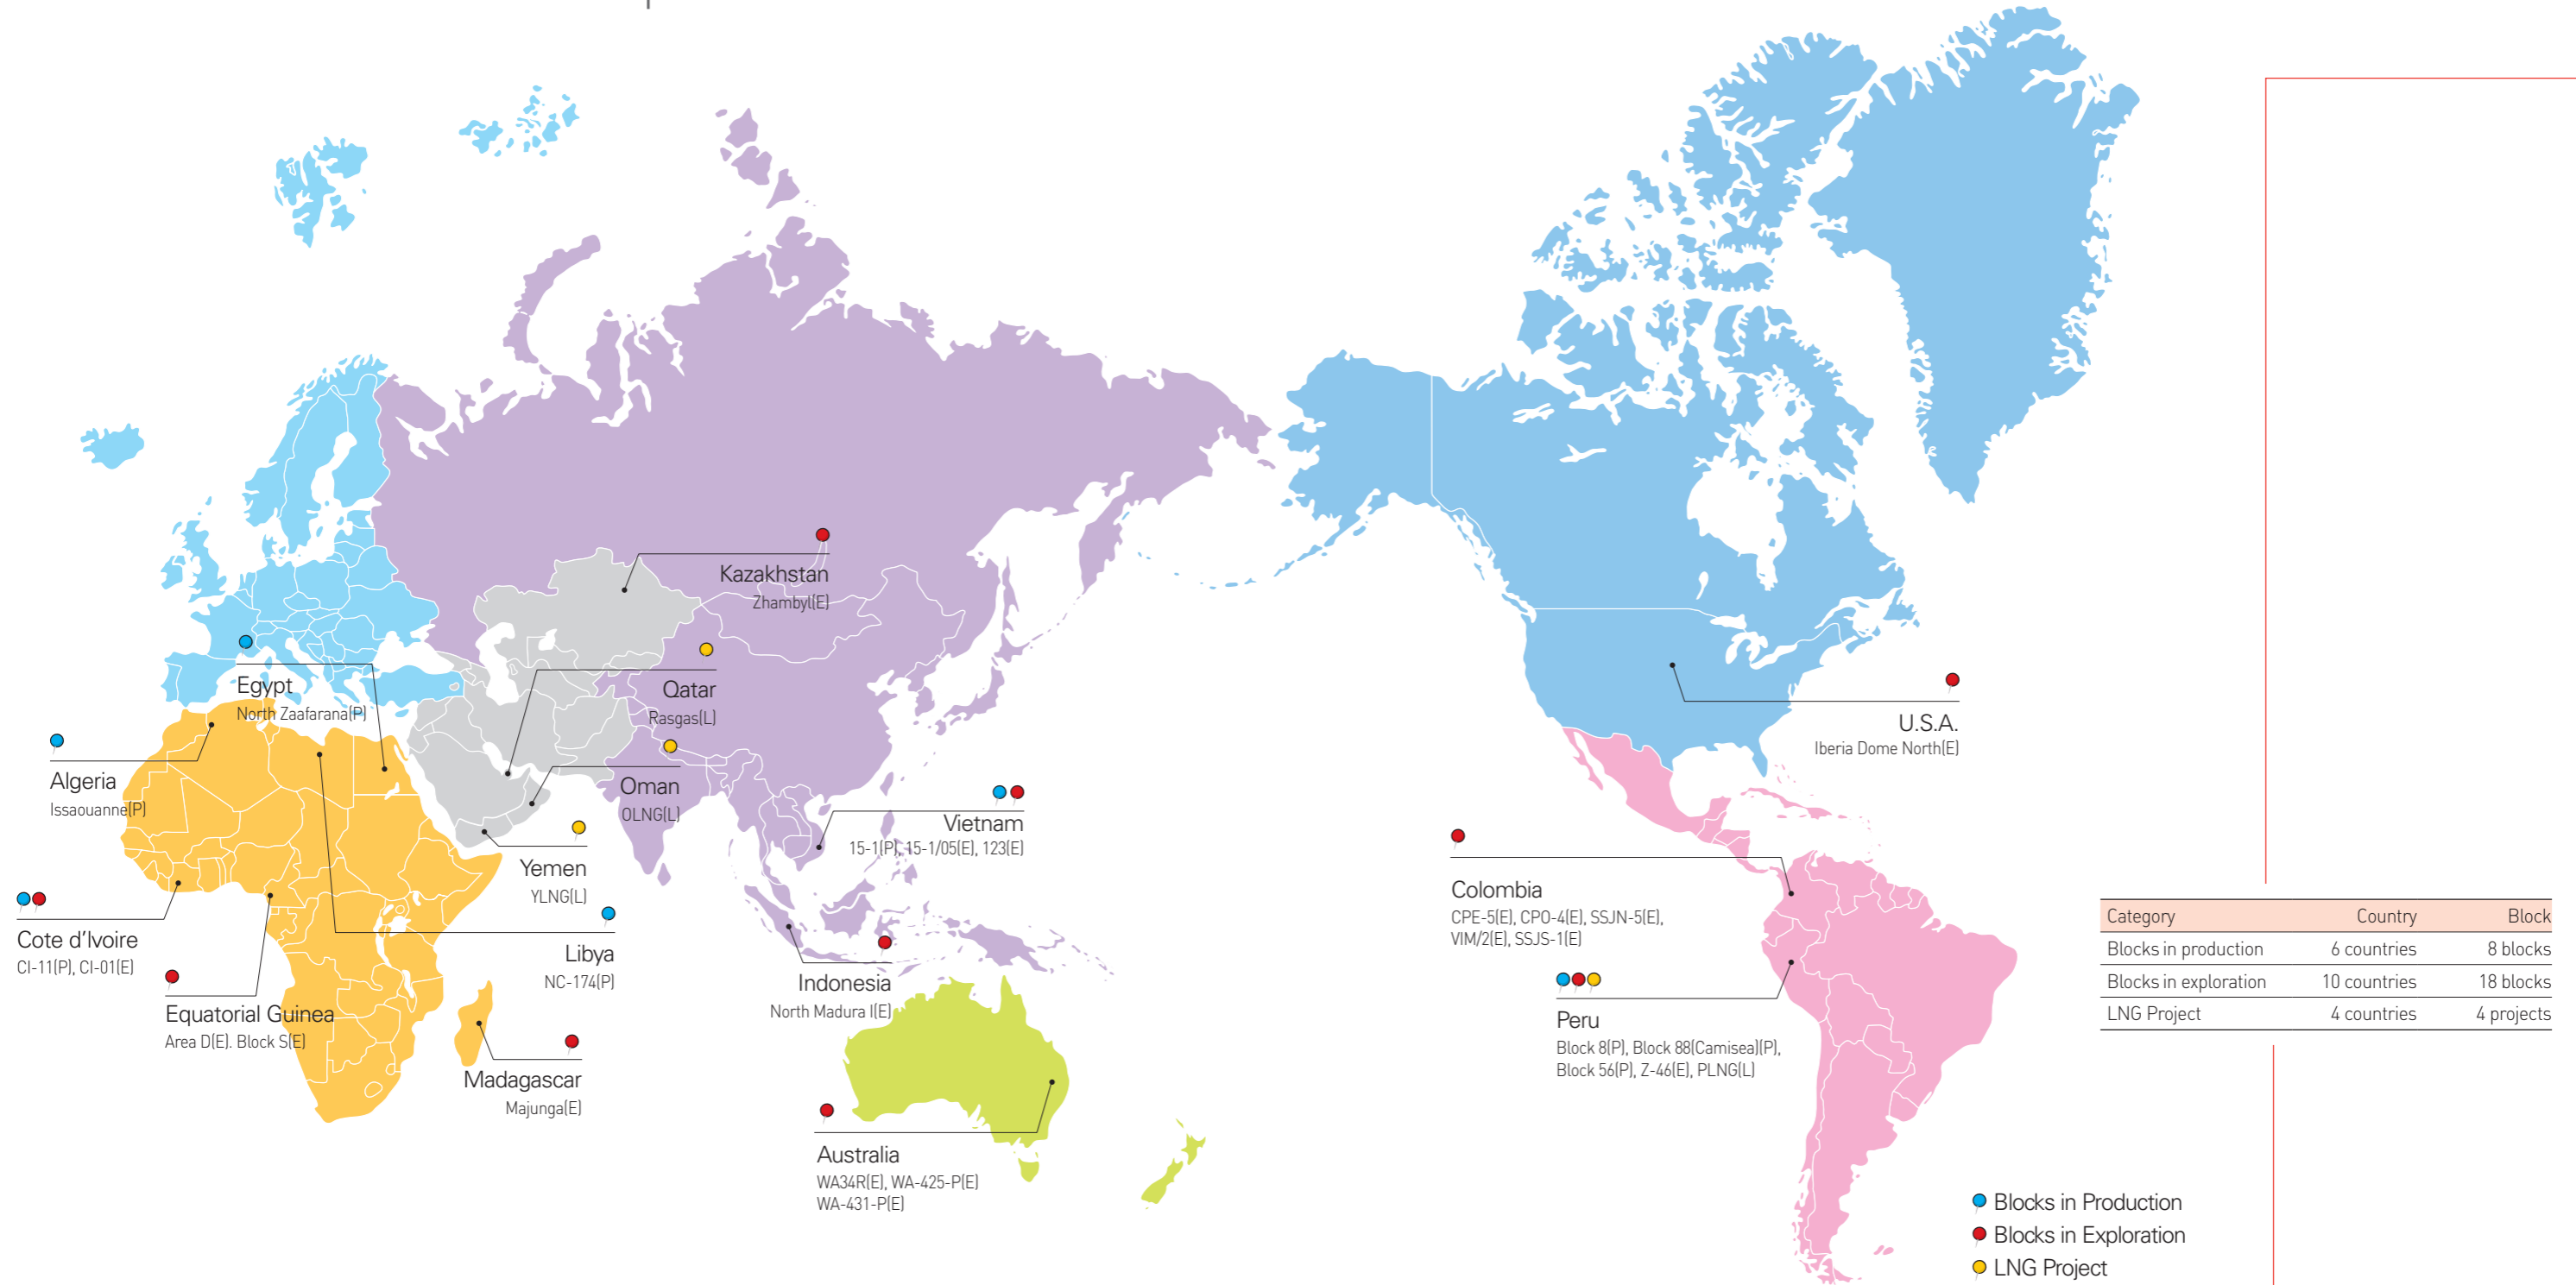 Kazakhstan
Zhambyl(E)
Egypt
North Zaafarana(P)
Qatar
Rasgas(L)
U.S.A.
Iberia Dome North(E)
Algeria
Issaouanne(P)
Oman
OLNG(L)
Vietnam
15-1(P), 15-1/05(E), 123(E)
Yemen
YLNG(L)
Colombia
CPE-5(E), CPO-4(E), SSJN-5(E),
VIM/2(E), SSJS-1(E)
Cote d'Ivoire
CI-11(P), CI-01(E)
Libya
NC-174(P)
Indonesia
North Madura I(E)
Equatorial Guinea
Area D(E). Block S(E)
Peru
Block 8(P), Block 88(Camisea)(P),
Block 56(P), Z-46(E), PLNG(L)
Madagascar
Majunga(E)
Australia
WA34R(E), WA-425-P(E)
WA-431-P(E)
Category Country Block
Blocks in production 6 countries 8 blocks
Blocks in exploration 10 countries 18 blocks
LNG Project 4 countries 4 projects
Blocks in Production
Blocks in Exploration
LNG Project